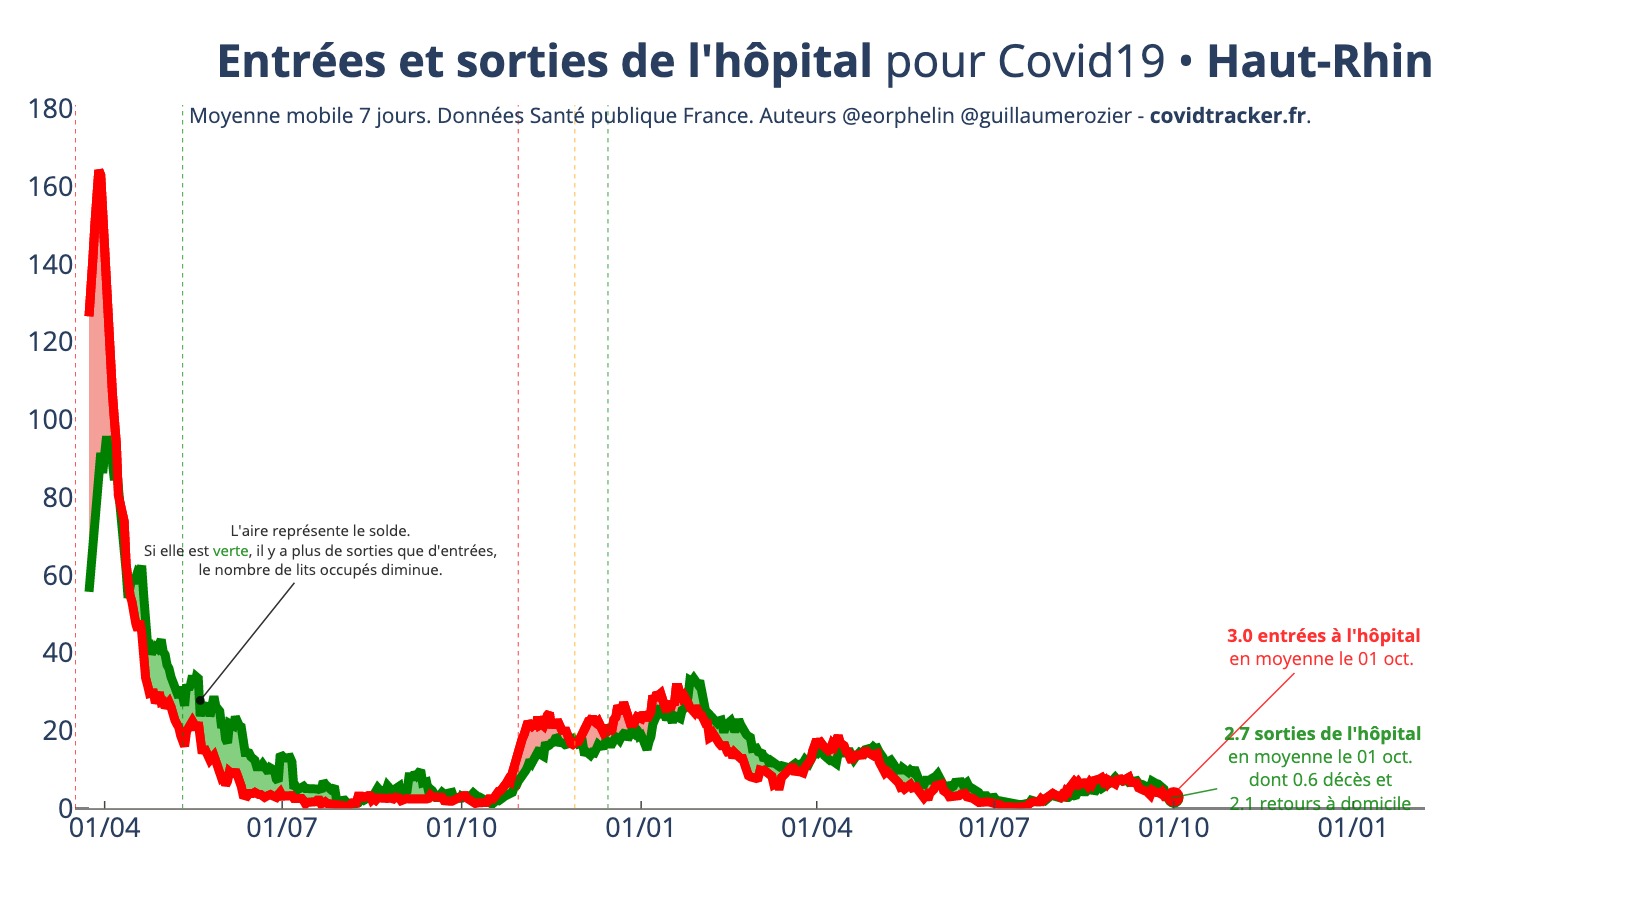 Entrées et sorties de l'hôpital pour Covid19 • Haut-Rhin
Moyenne mobile 7 jours. Données Santé publique France. Auteurs @eorphelin @guillaumerozier - covidtracker.fr.
180
160
140
120
100
80
60
40
20
0
L'aire représente le solde.
Si elle est verte, il y a plus de sorties que d'entrées,
le nombre de lits occupés diminue.
3.0 entrées à l'hôpital
en moyenne le 01 oct.
2.7 sorties de l'hôpital
en moyenne le 01 oct.
dont 0.6 décès et
2.1 retours à domicile
01/04 01/07 01/10 01/01 01/04 01/07 01/10 01/01